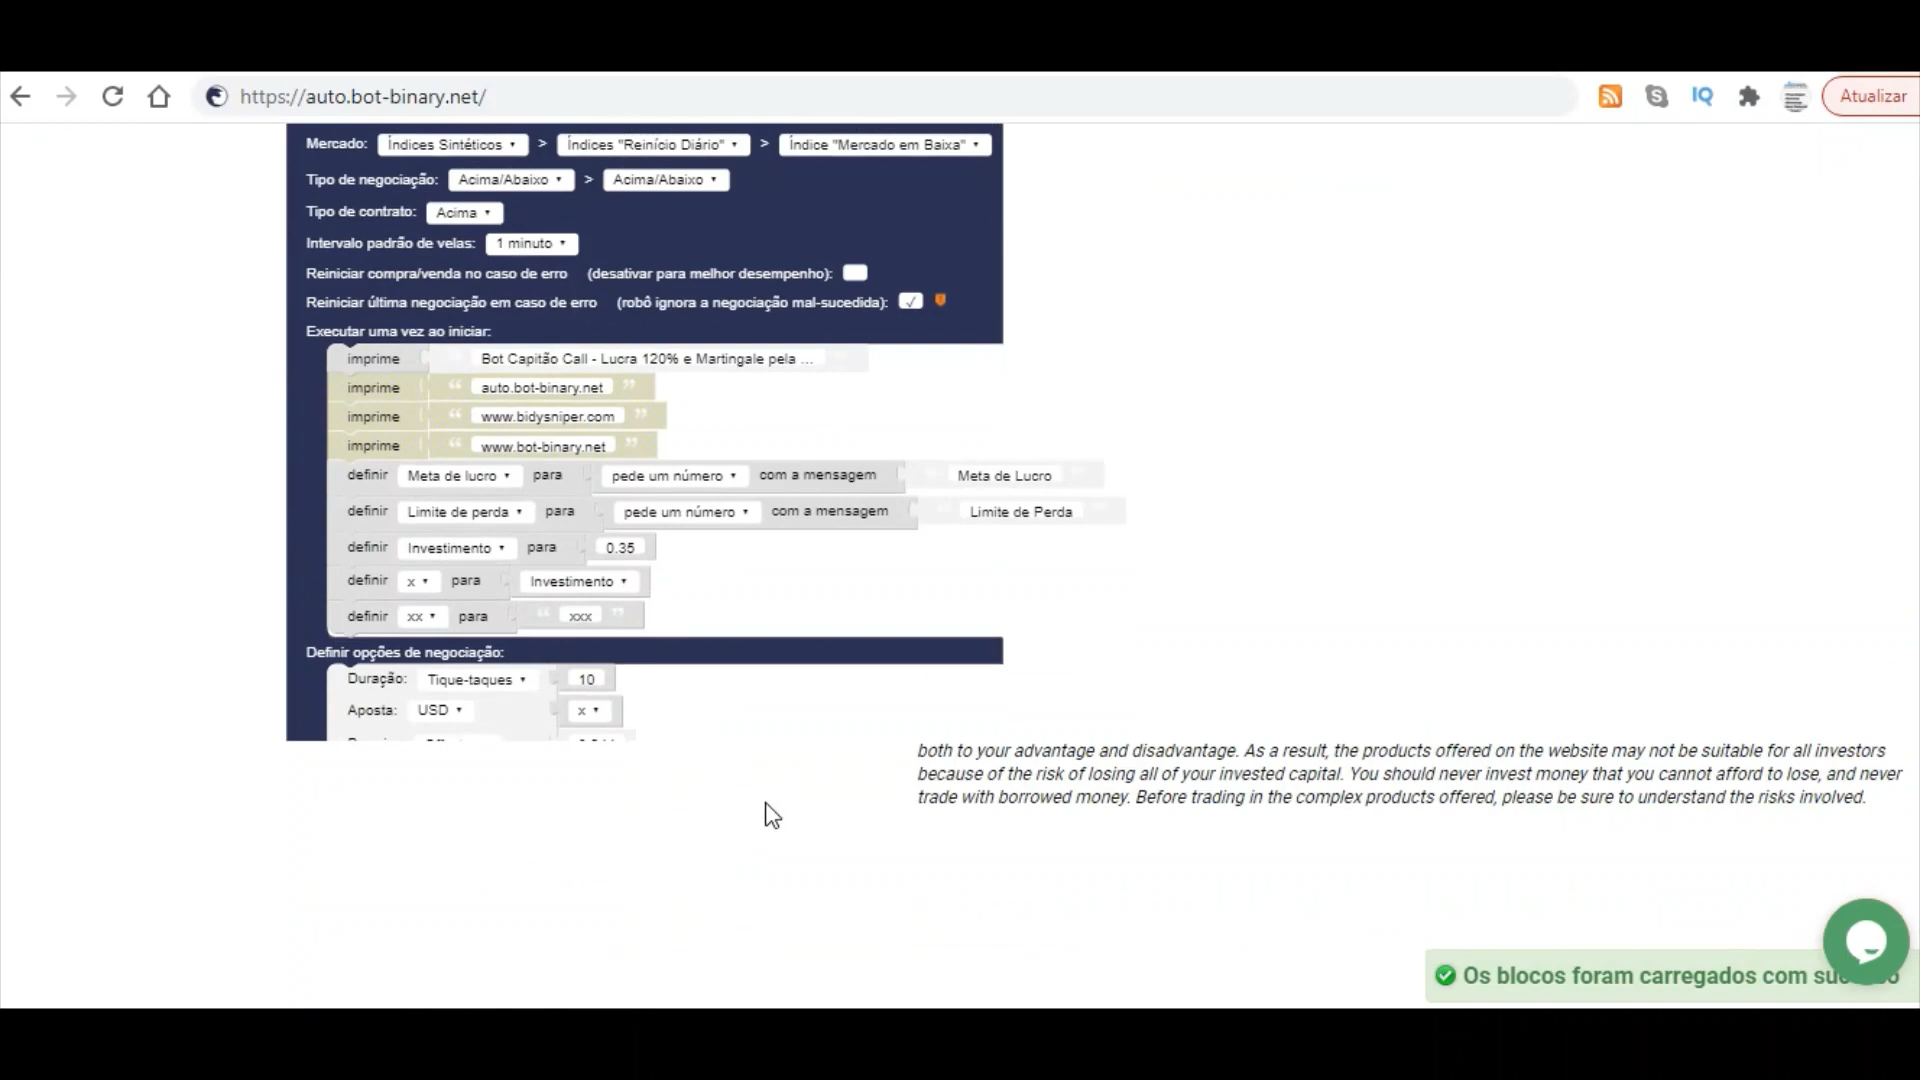 https://auto.bot-binary.net/
IQ
Atualizar
Mercado: Índices Sintéticos > Índices "Reinício Diário" > Índice "Mercado em Baixa"
Tipo de negociação: Acima/Abaixo > Acima/Abaixo
Tipo de contrato: Acima
Intervalo padrão de velas: 1 minuto
Reiniciar compra/venda no caso de erro (desativar para melhor desempenho):
Reiniciar última negociação em caso de erro (robô ignora a negociação mal-sucedida): ✓
Executar uma vez ao iniciar:
imprime Bot Capitão Call - Lucra 120% e Martingale pela ...
imprime “ auto.bot-binary.net ”
imprime “ www.bidysniper.com ”
imprime “ www.bot-binary.net ”
definir Meta de lucro para pede um número com a mensagem Meta de Lucro
definir Limite de perda para pede um número com a mensagem Limite de Perda
definir Investimento para 0.35
definir x para Investimento
definir xx para “ xxx ”
Definir opções de negociação:
Duração: Tique-taques 10
Aposta: USD x
both to your advantage and disadvantage. As a result, the products offered on the website may not be suitable for all investors
because of the risk of losing all of your invested capital. You should never invest money that you cannot afford to lose, and never
trade with borrowed money. Before trading in the complex products offered, please be sure to understand the risks involved.
Os blocos foram carregados com